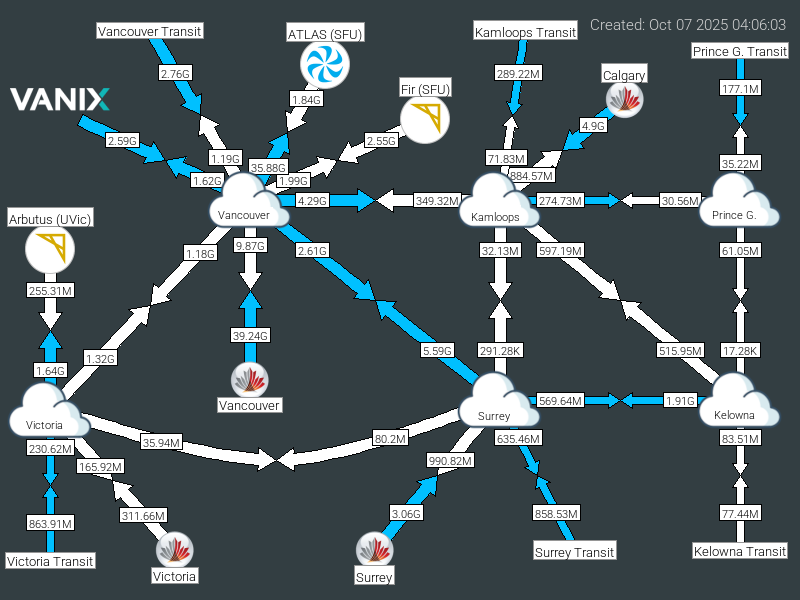 Created: Oct 07 2025 04:06:03
Vancouver Transit
ATLAS (SFU)
Kamloops Transit
Prince G. Transit
2.76G
289.22M
Calgary
177.1M
Fir (SFU)
VANIX
1.84G
4.9G
2.59G
2.55G
1.19G
35.88G
71.83M
35.22M
1.62G
1.99G
884.57M
4.29G
349.32M
274.73M
30.56M
Vancouver
Kamloops
Prince G.
Arbutus (UVic)
9.87G
1.18G
2.61G
32.13M
597.19M
61.05M
255.31M
39.24G
1.32G
5.59G
291.28K
515.95M
17.28K
1.64G
Vancouver
569.64M
1.91G
Victoria
Surrey
Kelowna
230.62M
35.94M
80.2M
635.46M
83.51M
165.92M
990.82M
863.91M
311.66M
3.06G
858.53M
77.44M
Victoria Transit
Victoria
Surrey
Surrey Transit
Kelowna Transit